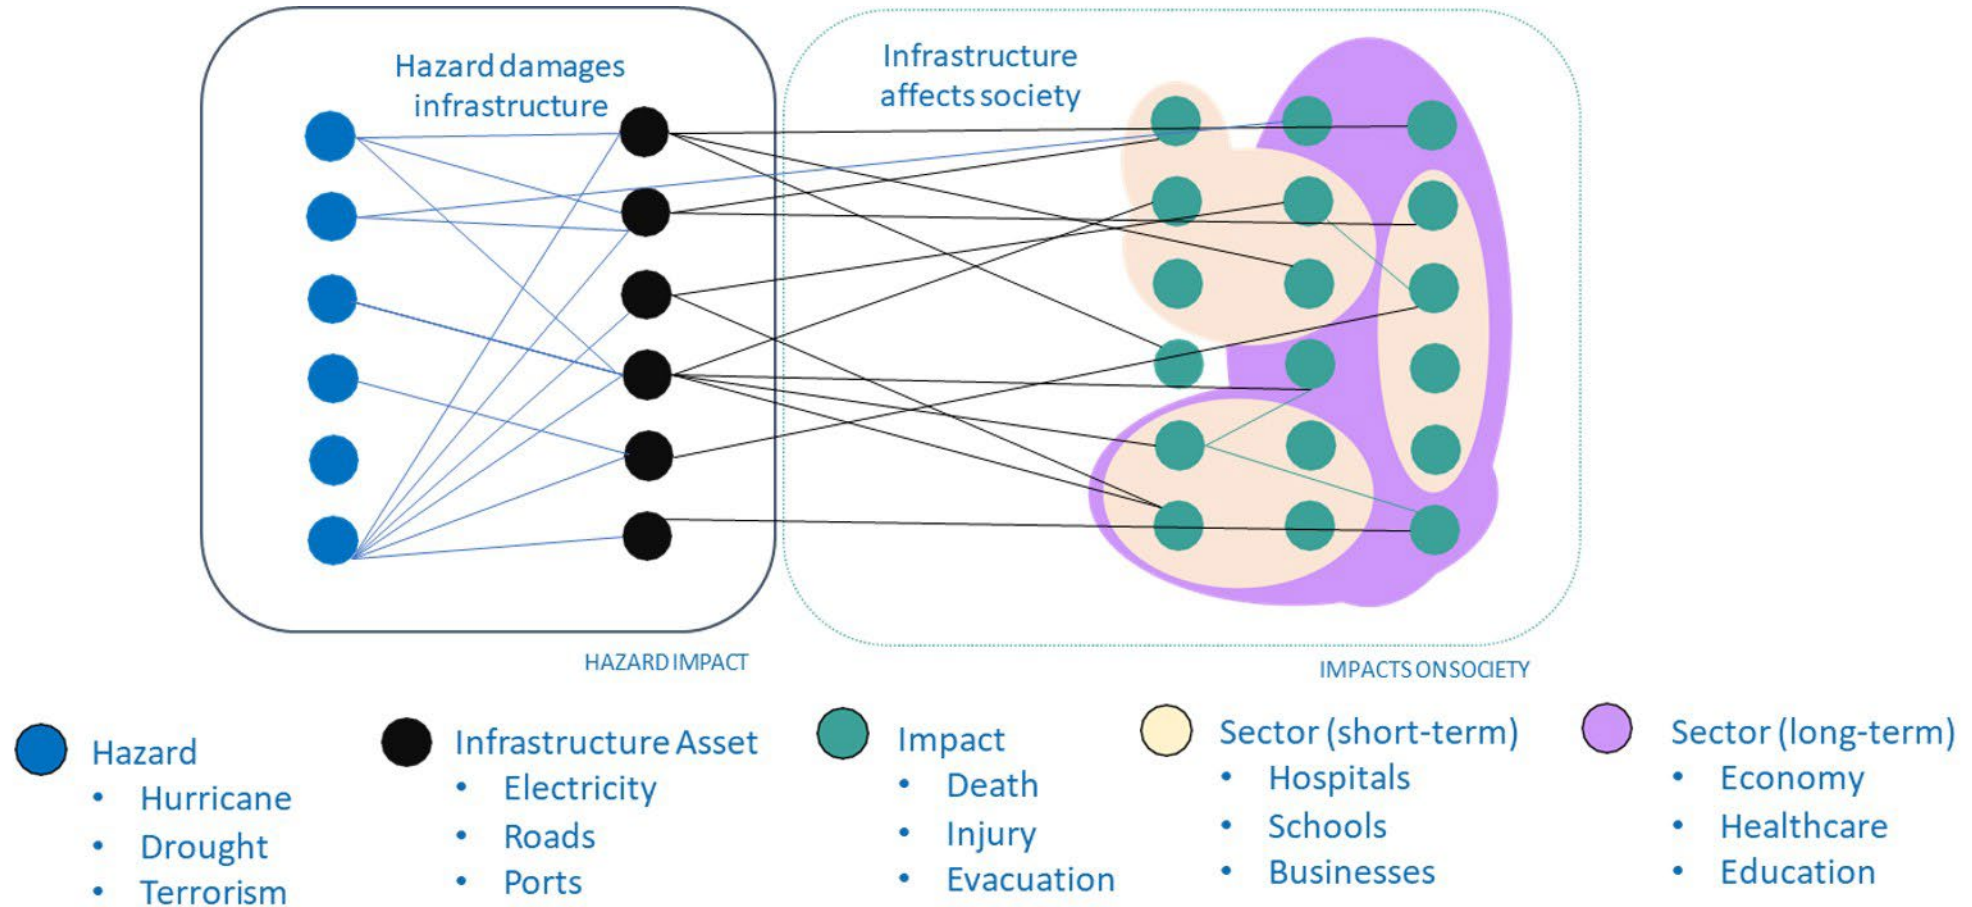 Hazard damages
infrastructure
Infrastructure
affects society
HAZARD IMPACT
IMPACTS ON SOCIETY
Hazard
• Hurricane
• Drought
• Terrorism
Infrastructure Asset
• Electricity
• Roads
• Ports
Impact
• Death
• Injury
• Evacuation
Sector (short-term)
• Hospitals
• Schools
• Businesses
Sector (long-term)
• Economy
• Healthcare
• Education